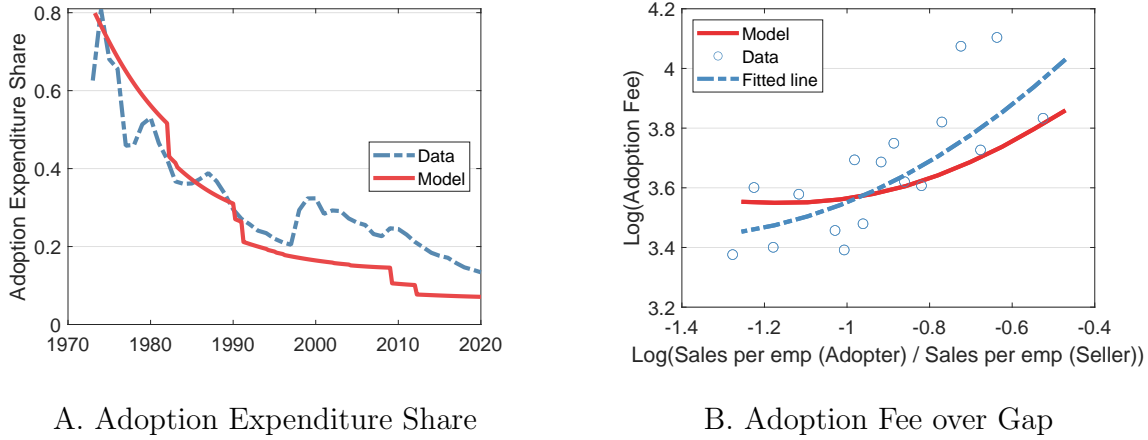 Adoption Expenditure Share
0.8
0.6
0.4
0.2
0
1970
1980
1990
2000
2010
2020
Data
Model
Log(Adoption Fee)
4.2
4
3.8
3.6
3.4
3.2
-1.4
-1.2
-1
-0.8
-0.6
-0.4
Model
Data
Fitted line
Log(Sales per emp (Adopter) / Sales per emp (Seller))
A. Adoption Expenditure Share
B. Adoption Fee over Gap